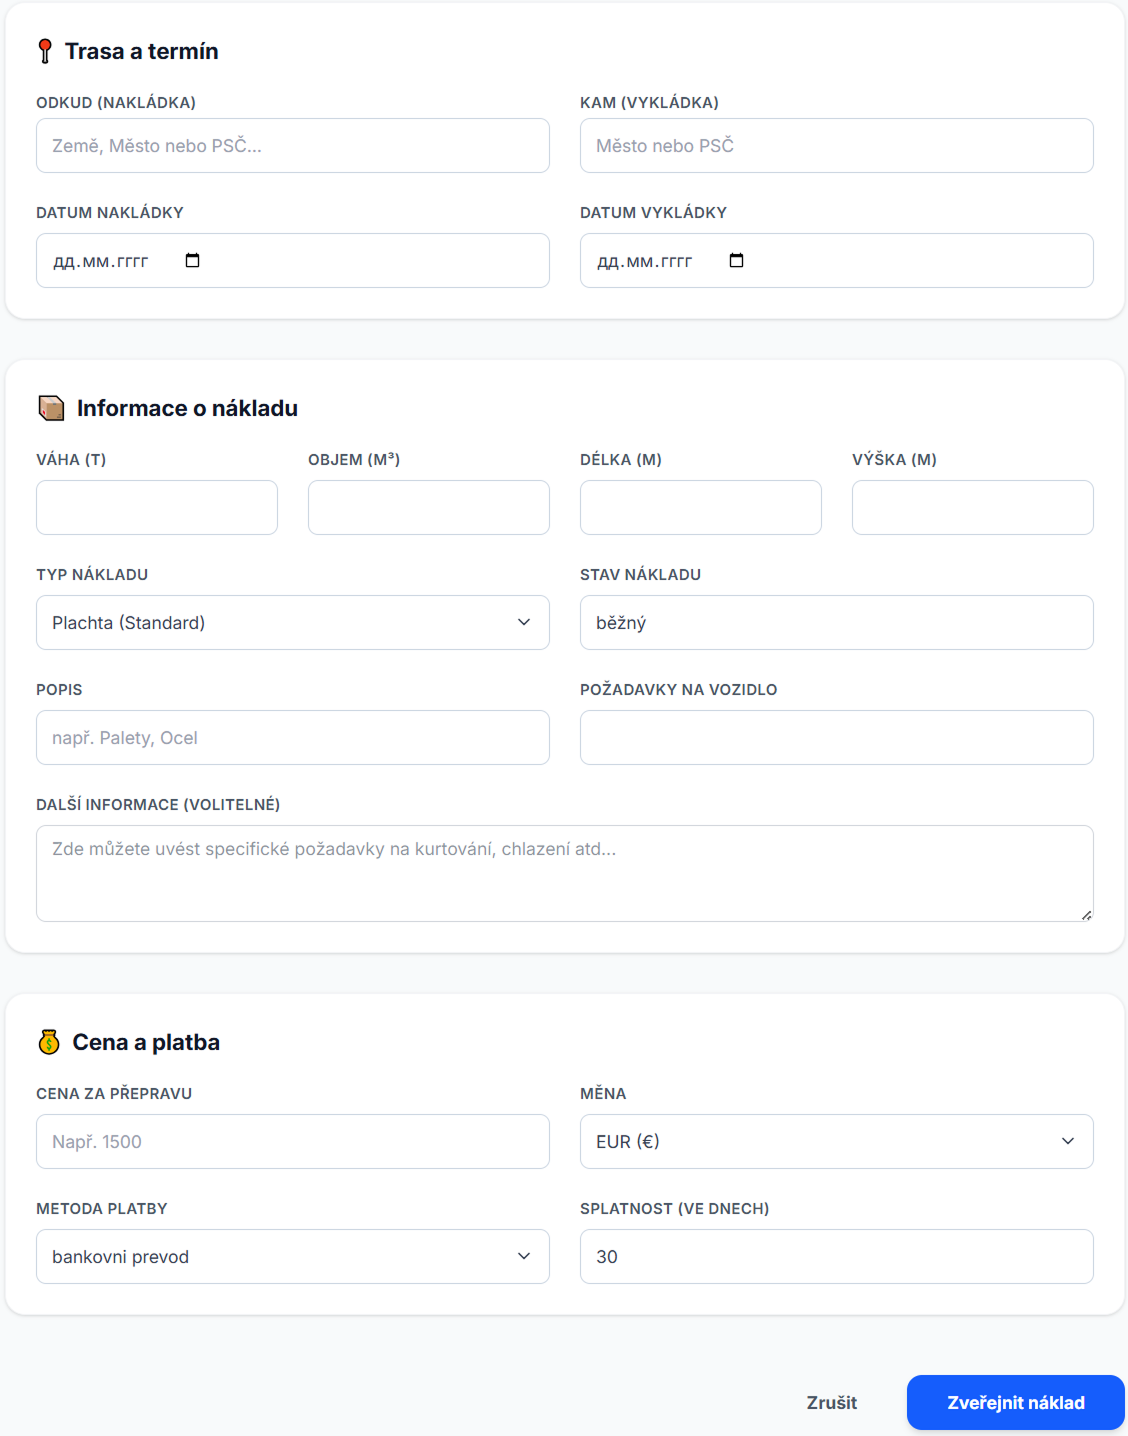 Trasa a termín
ODKUD (NAKLÁDKA)
KAM (VYKLÁDKA)
Země, Město nebo PSČ...
Město nebo PSČ
DATUM NAKLÁDKY
DATUM VYKLÁDKY
дд.мм.гггг
дд.мм.гггг
Informace o nákladu
VÁHA (T)
OBJEM (M³)
DÉLKA (M)
VÝŠKA (M)
TYP NÁKLADU
STAV NÁKLADU
Plachta (Standard)
běžný
POPIS
POŽADAVKY NA VOZIDLO
např. Palety, Ocel
DALŠÍ INFORMACE (VOLITELNÉ)
Zde můžete uvést specifické požadavky na kurtování, chlazení atd...
Cena a platba
CENA ZA PŘEPRAVU
MĚNA
Např. 1500
EUR (€)
METODA PLATBY
SPLATNOST (VE DNECH)
bankovni prevod
30
Zrušit
Zveřejnit náklad